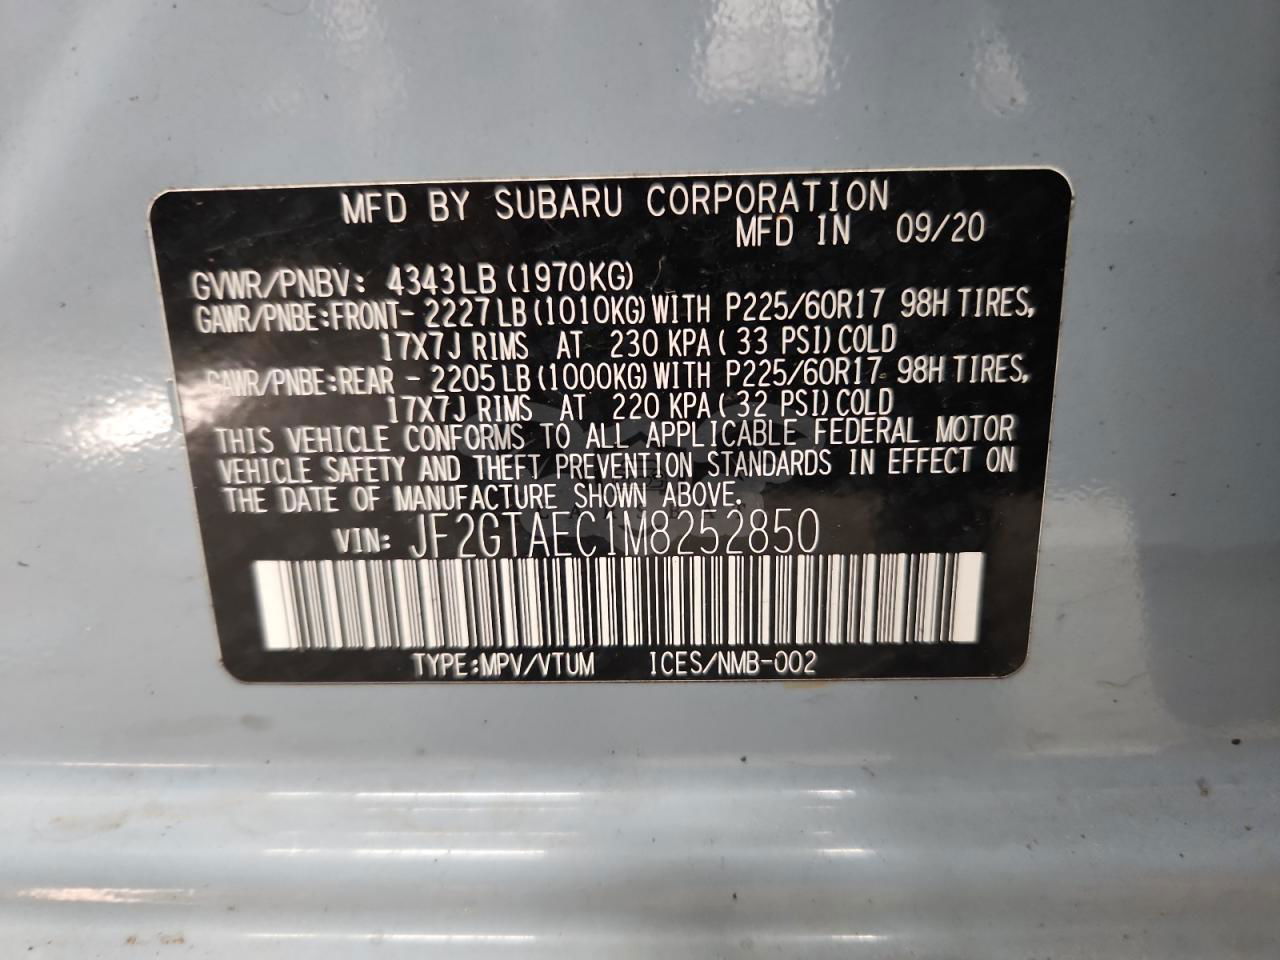 MFD BY SUBARU CORPORATION
MFD IN 09/20
GVWR/PNBV: 4343LB (1970KG)
GAWR/PNBE:FRONT- 2227LB (1010KG) WITH P225/60R17 98H TIRES,
17X7J RIMS AT 230 KPA ( 33 PSI) COLD
GAWR/PNBE:REAR - 2205LB (1000KG) WITH P225/60R17 98H TIRES,
17X7J RIMS AT 220 KPA ( 32 PSI) COLD
THIS VEHICLE CONFORMS TO ALL APPLICABLE FEDERAL MOTOR
VEHICLE SAFETY AND THEFT PREVENTION STANDARDS IN EFFECT ON
THE DATE OF MANUFACTURE SHOWN ABOVE.
VIN: JF2GTAEC1M8252850
TYPE:MPV/VTUM ICES/NMB-002